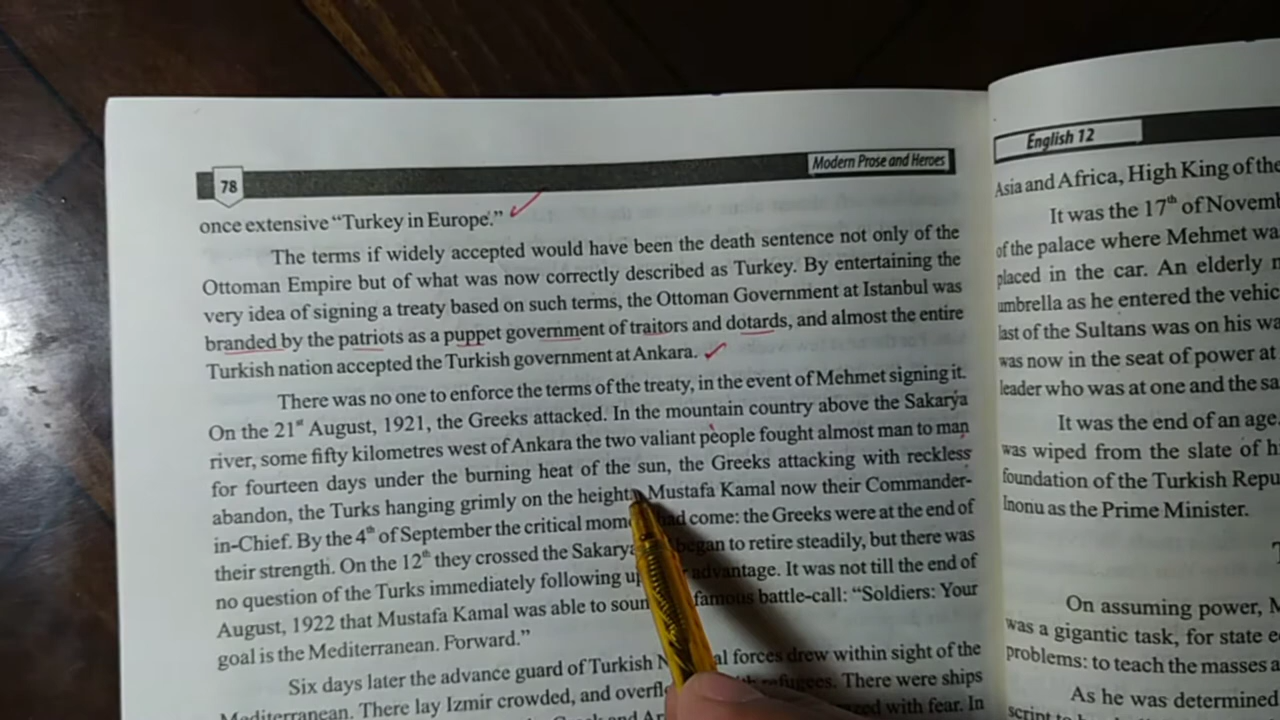 78
Modern Prose and Heroes
once extensive “Turkey in Europe.”
The terms if widely accepted would have been the death sentence not only of the
Ottoman Empire but of what was now correctly described as Turkey. By entertaining the
very idea of signing a treaty based on such terms, the Ottoman Government at Istanbul was
branded by the patriots as a puppet government of traitors and dotards, and almost the entire
Turkish nation accepted the Turkish government at Ankara.
There was no one to enforce the terms of the treaty, in the event of Mehmet signing it.
On the 21st August, 1921, the Greeks attacked. In the mountain country above the Sakarya
river, some fifty kilometres west of Ankara the two valiant people fought almost man to man
for fourteen days under the burning heat of the sun, the Greeks attacking with reckless
abandon, the Turks hanging grimly on the heights Mustafa Kamal now their Commander-
in-Chief. By the 4th of September the critical had come: the Greeks were at the end of
their strength. On the 12th they crossed the Sakarya began to retire steadily, but there was
no question of the Turks immediately following advantage. It was not till the end of
August, 1922 that Mustafa Kamal was able to famous battle-call: “Soldiers: Your
goal is the Mediterranean. Forward.”
Six days later the advance guard of Turkish forces drew within sight of the
Mediterranean. There lay Izmir crowded, and refugees. There were ships
with fear. In
English 12
Asia and Africa, High King of the
It was the 17th of
of the palace where Mehmet
placed in the car. An elderly
umbrella as he entered the
last of the Sultans was on his
was now in the seat of power at
leader who was at one and the
It was the end of an age.
was wiped from the slate of
foundation of the Turkish
Inonu as the Prime Minister.
On assuming power,
was a gigantic task, for state
problems: to teach the masses
As he was determined
script to